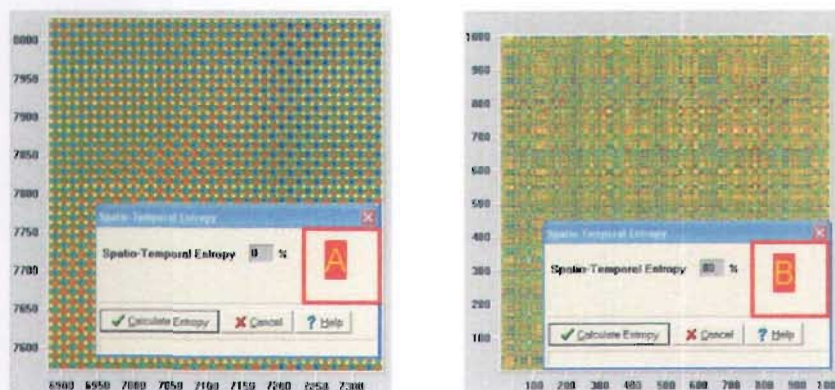 8000
7950
7900
7850
7800
7750
7700
7650
7600
6900 6950 7000 7050 7100 7150 7200 7250 7300
Spatio-Temporal Entropy
Spatio-Temporal Entropy 0 %
A
Calculate Entropy Cancel ? Help
1000
900
800
700
600
500
400
300
200
100
100 200 300 400 500 600 700 800 900
Spatio-Temporal Entropy
Spatio-Temporal Entropy 80 %
B
Calculate Entropy Cancel ? Help